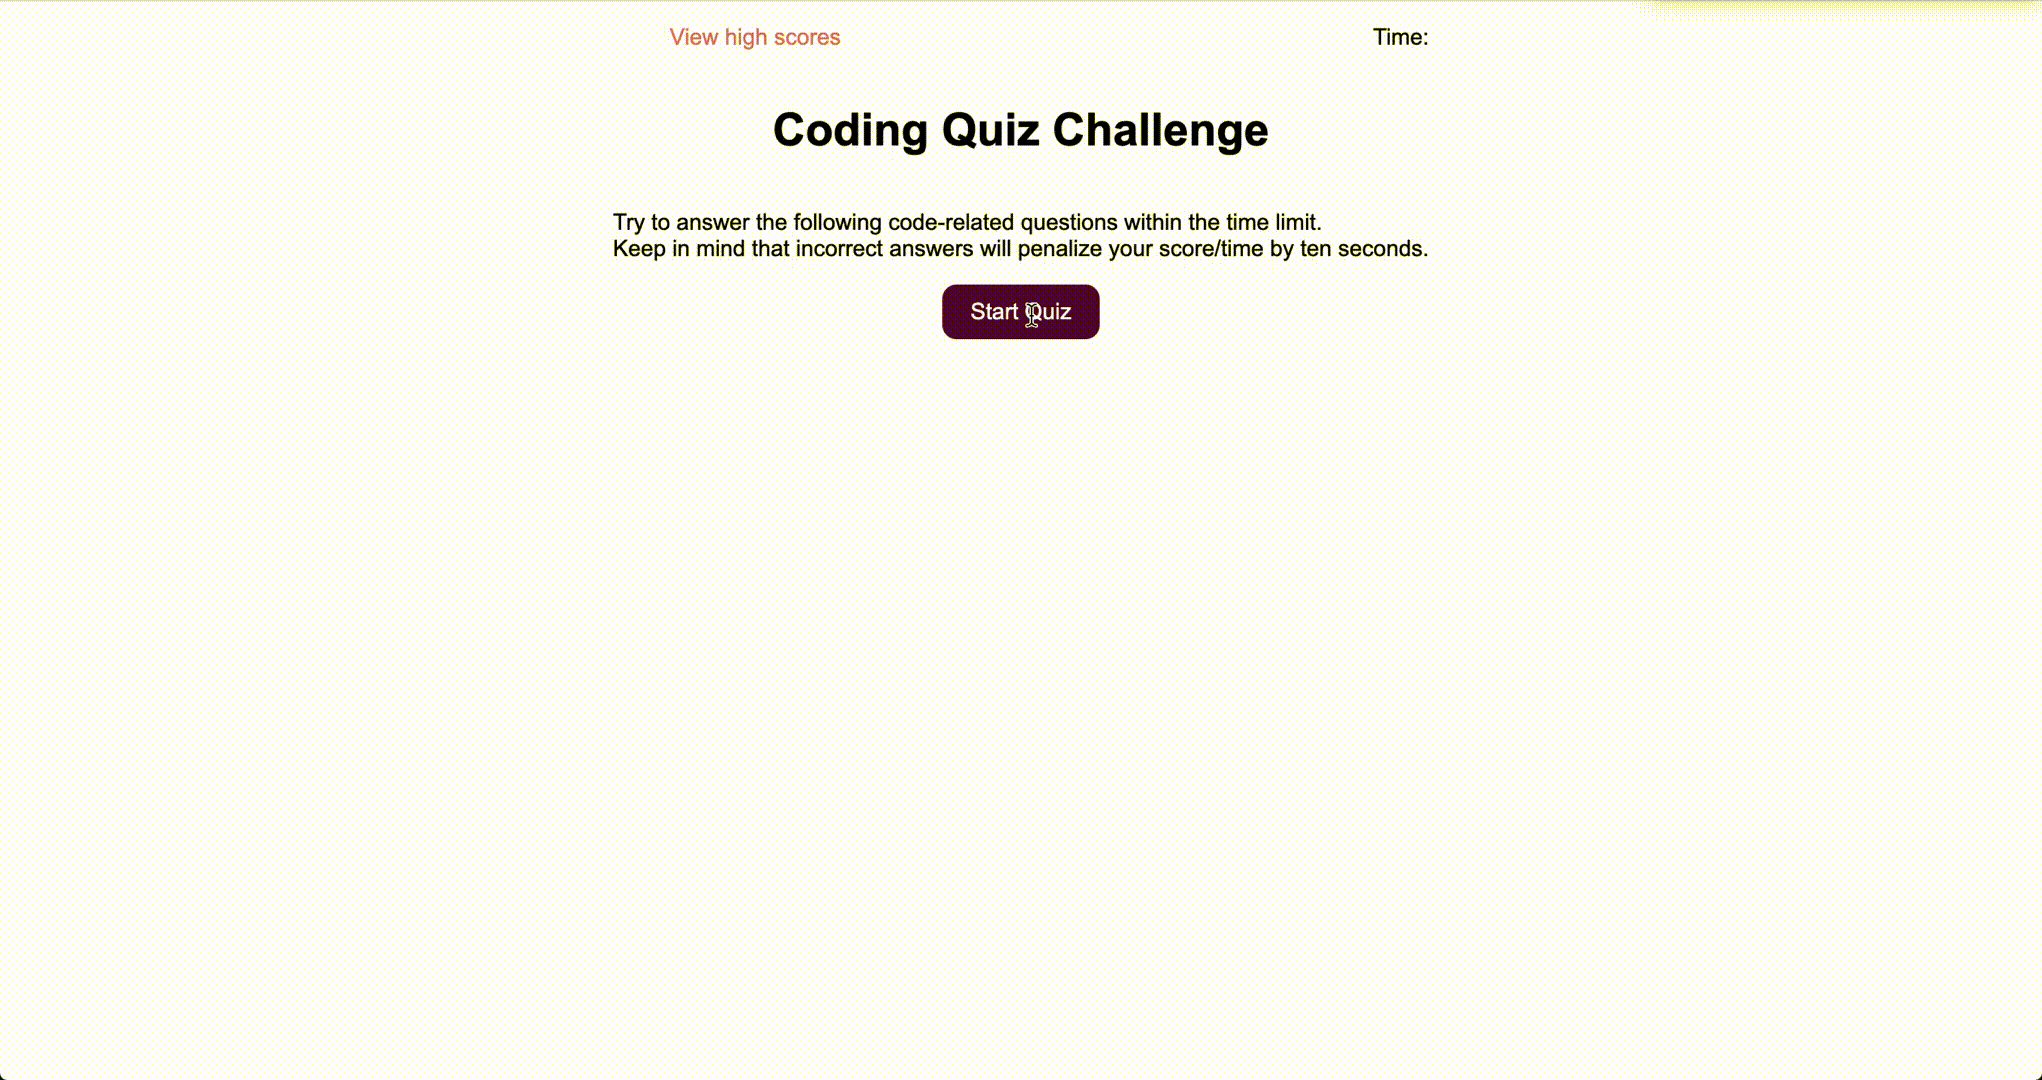 View high scores
Time:
Coding Quiz Challenge
Try to answer the following code-related questions within the time limit.
Keep in mind that incorrect answers will penalize your score/time by ten seconds.
Start Quiz